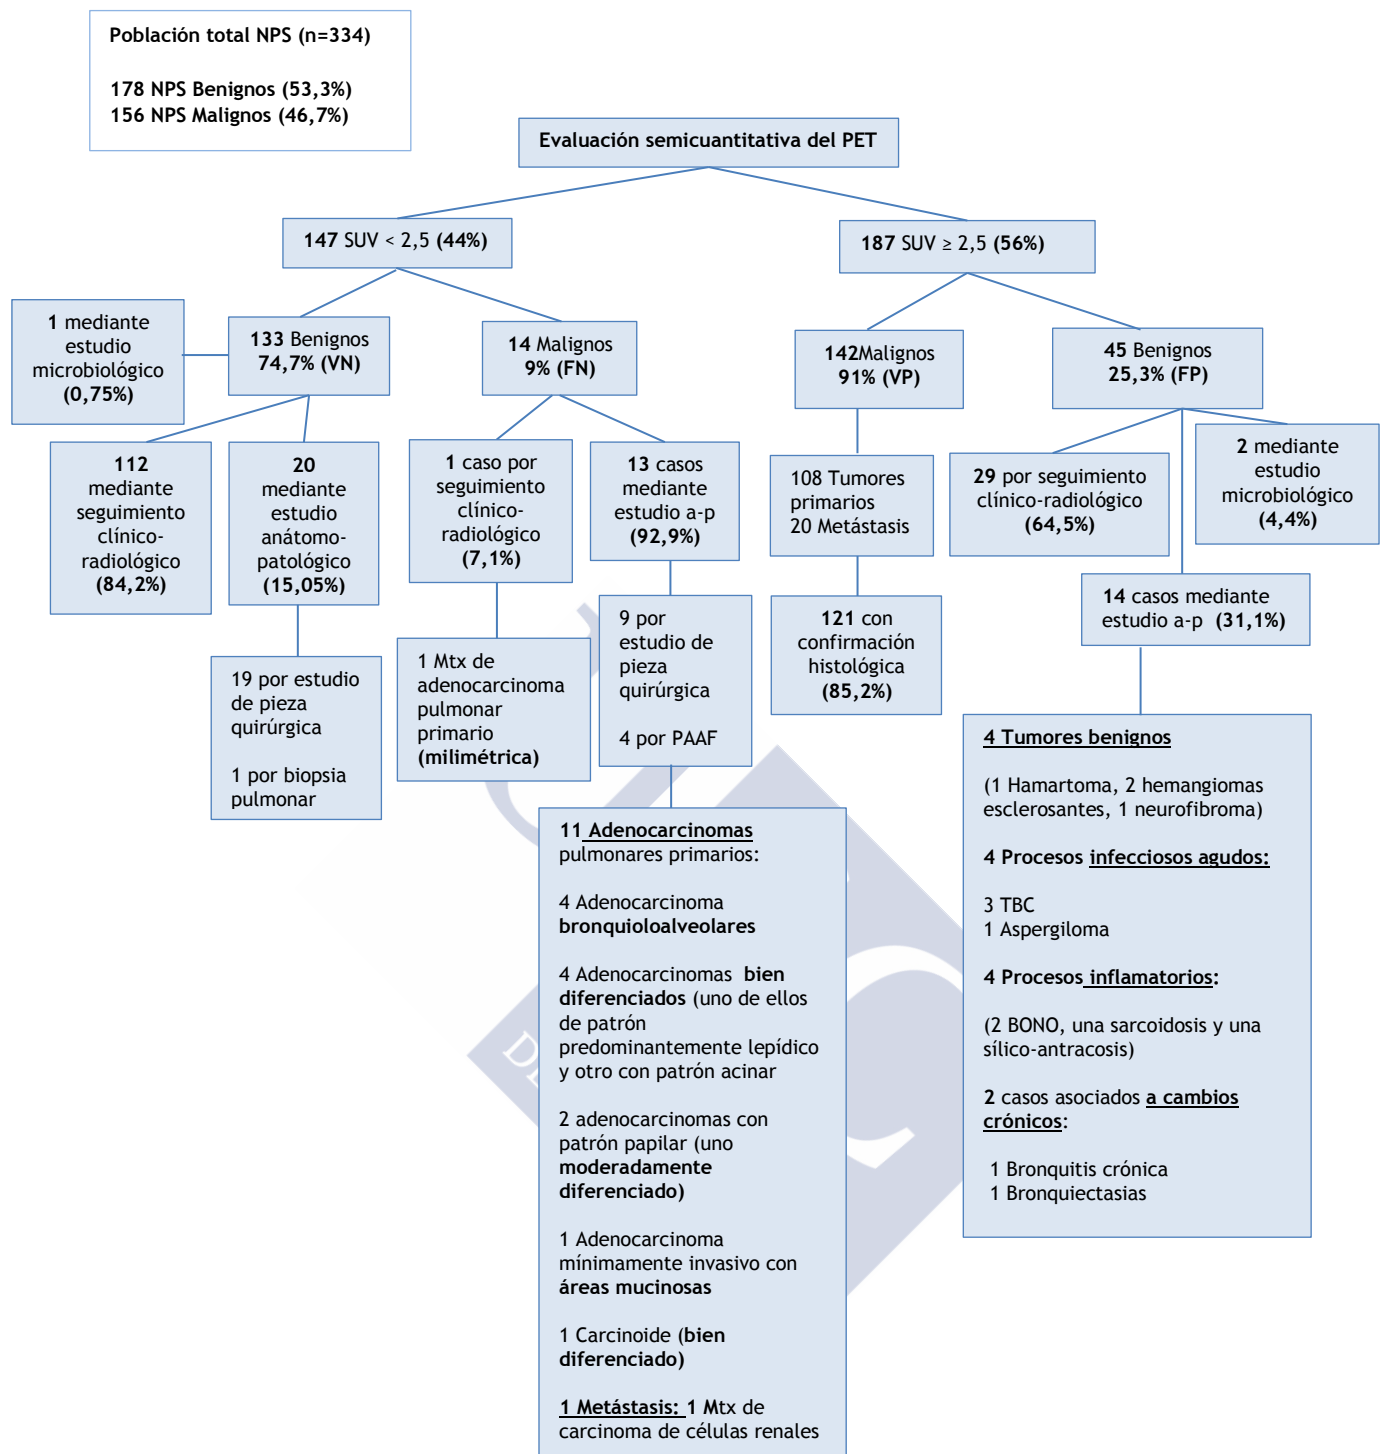 Población total NPS (n=334)
178 NPS Benignos (53,3%)
156 NPS Malignos (46,7%)
Evaluación semicuantitativa del PET
147 SUV < 2,5 (44%)
187 SUV ≥ 2,5 (56%)
1 mediante
estudio
microbiológico
(0,75%)
133 Benignos
74,7% (VN)
14 Malignos
9% (FN)
142Malignos
91% (VP)
45 Benignos
25,3% (FP)
112
mediante
seguimiento
clínico-
radiológico
(84,2%)
20
mediante
estudio
anátomo-
patológico
(15,05%)
1 caso por
seguimiento
clínico-
radiológico
(7,1%)
13 casos
mediante
estudio a-p
(92,9%)
108 Tumores
primarios
20 Metástasis
29 por seguimiento
clínico-radiológico
(64,5%)
2 mediante
estudio
microbiológico
(4,4%)
14 casos mediante
estudio a-p (31,1%)
19 por estudio
de pieza
quirúrgica
1 por biopsia
pulmonar
1 Mtx de
adenocarcinoma
pulmonar
primario
(milimétrica)
9 por
estudio de
pieza
quirúrgica
4 por PAAF
121 con
confirmación
histológica
(85,2%)
11 Adenocarcinomas
pulmonares primarios:
4 Adenocarcinoma
bronquioloalveolares
4 Adenocarcinomas bien
diferenciados (uno de ellos
de patrón
predominantemente lepídico
y otro con patrón acinar
2 adenocarcinomas con
patrón papilar (uno
moderadamente
diferenciado)
1 Adenocarcinoma
mínimamente invasivo con
áreas mucinosas
1 Carcinoide (bien
diferenciado)
1 Metástasis: 1 Mtx de
carcinoma de células renales
4 Tumores benignos
(1 Hamartoma, 2 hemangiomas
esclerosantes, 1 neurofibroma)
4 Procesos infecciosos agudos:
3 TBC
1 Aspergiloma
4 Procesos inflamatorios:
(2 BONO, una sarcoidosis y una
sílico-antracosis)
2 casos asociados a cambios
crónicos:
1 Bronquitis crónica
1 Bronquiectasias